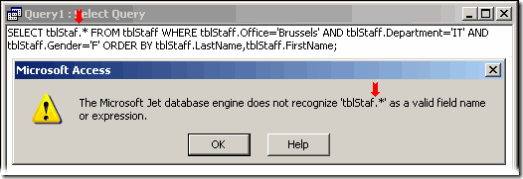 Query1 : Select Query
SELECT tblStaf.* FROM tblStaff WHERE tblStaff.Office='Brussels' AND tblStaff.Department='IT' AND
tblStaff.Gender='F' ORDER BY tblStaff.LastName,tblStaff.FirstName;
Microsoft Access
The Microsoft Jet database engine does not recognize 'tblStaf.*' as a valid field name
or expression.
OK
Help